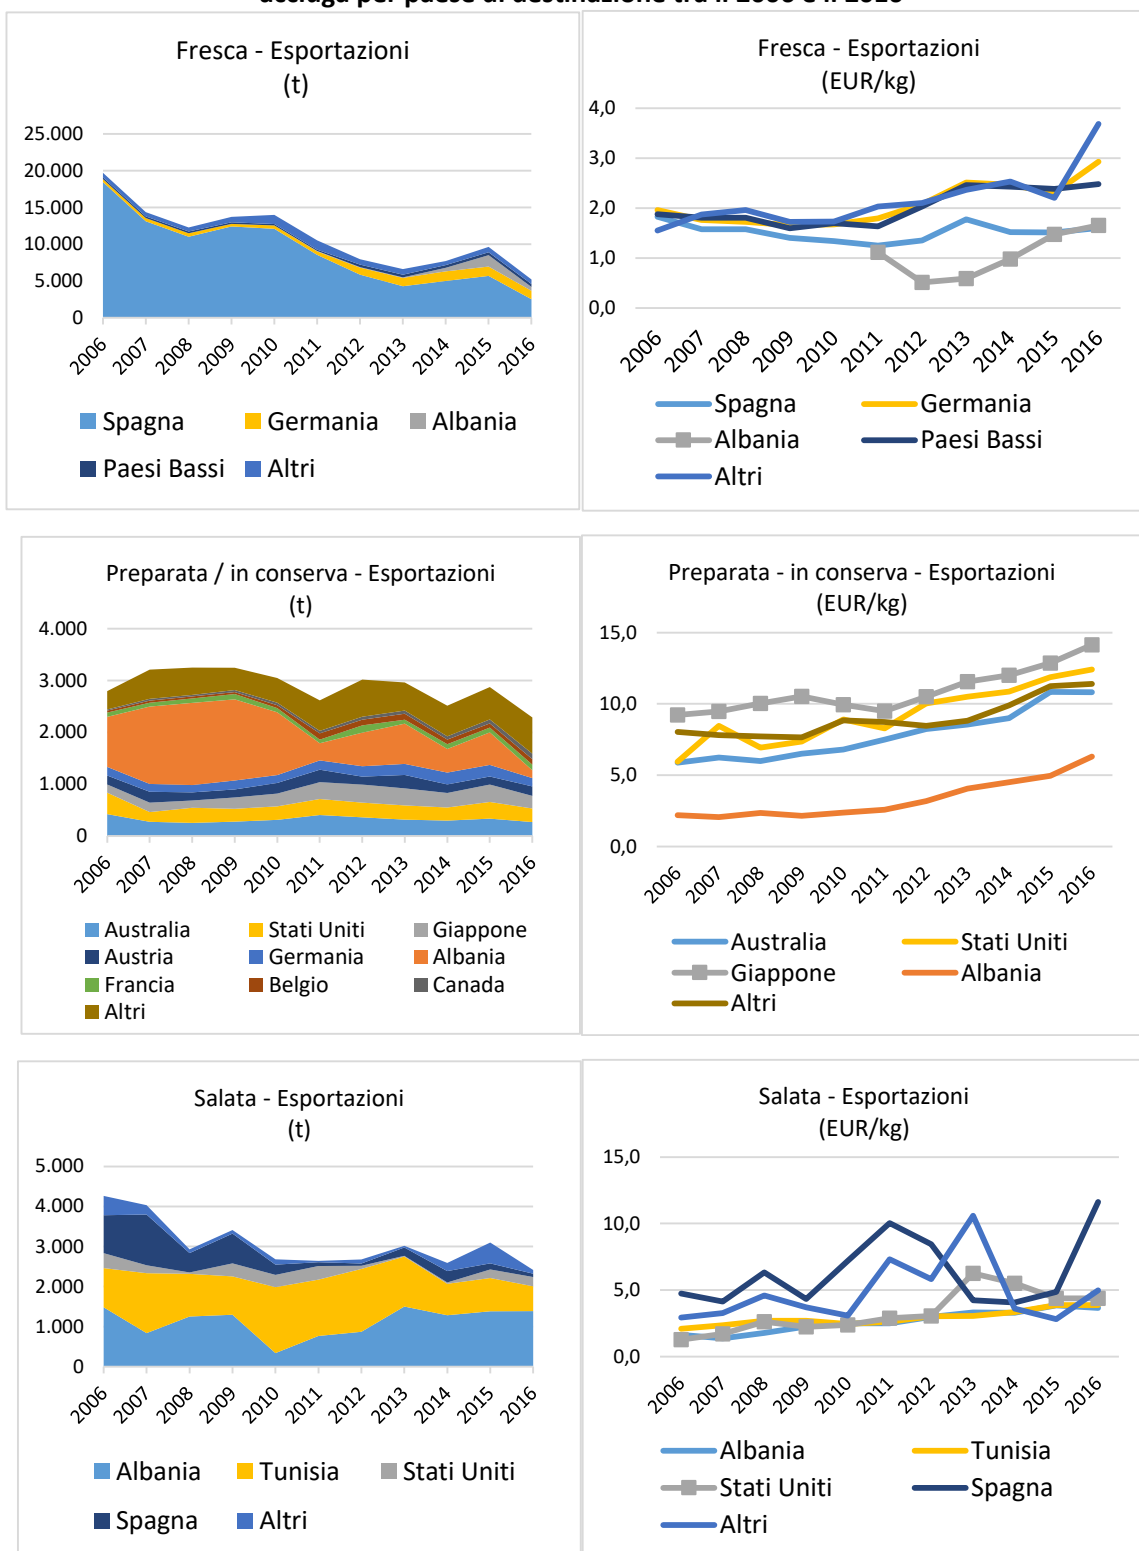 acciuga per paese di destinazione tra il 2006 e il 2016
Fresca - Esportazioni
(t)
25.000
20.000
15.000
10.000
5.000
0
2006 2007 2008 2009 2010 2011 2012 2013 2014 2015 2016
Spagna Germania Albania
Paesi Bassi Altri
Fresca - Esportazioni
(EUR/kg)
4,0
3,0
2,0
1,0
0,0
2006 2007 2008 2009 2010 2011 2012 2013 2014 2015 2016
Spagna Germania
Albania Paesi Bassi
Altri
Preparata / in conserva - Esportazioni
(t)
4.000
3.000
2.000
1.000
0
2006 2007 2008 2009 2010 2011 2012 2013 2014 2015 2016
Australia Stati Uniti Giappone
Austria Germania Albania
Francia Belgio Canada
Altri
Preparata - in conserva - Esportazioni
(EUR/kg)
15,0
10,0
5,0
0,0
2006 2007 2008 2009 2010 2011 2012 2013 2014 2015 2016
Australia Stati Uniti
Giappone Albania
Altri
Salata - Esportazioni
(t)
5.000
4.000
3.000
2.000
1.000
0
2006 2007 2008 2009 2010 2011 2012 2013 2014 2015 2016
Albania Tunisia Stati Uniti
Spagna Altri
Salata - Esportazioni
(EUR/kg)
15,0
10,0
5,0
0,0
2006 2007 2008 2009 2010 2011 2012 2013 2014 2015 2016
Albania Tunisia
Stati Uniti Spagna
Altri